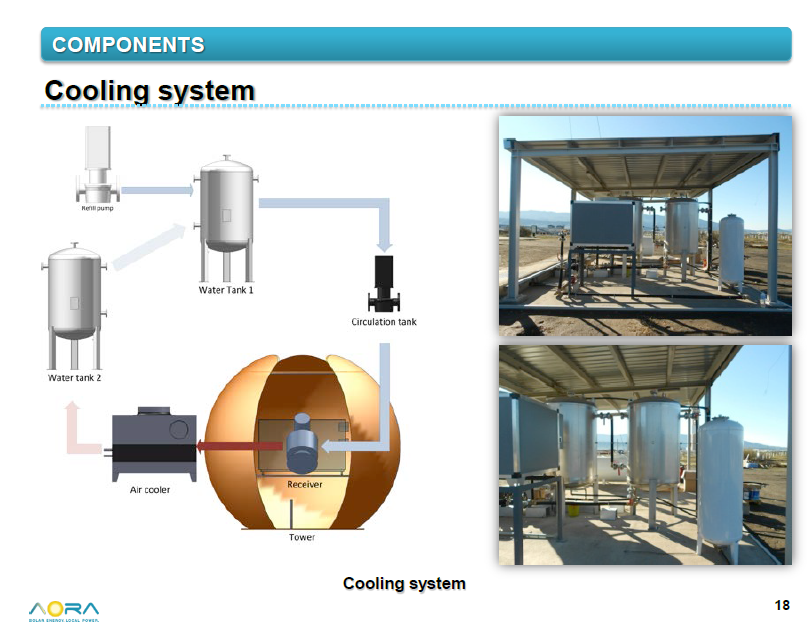 COMPONENTS
Cooling system
Refill pump
Water Tank 1
Circulation tank
Water tank 2
Air cooler
Receiver
Tower
Cooling system
AORA
SOLAR ENERGY. LOCAL POWER.
18